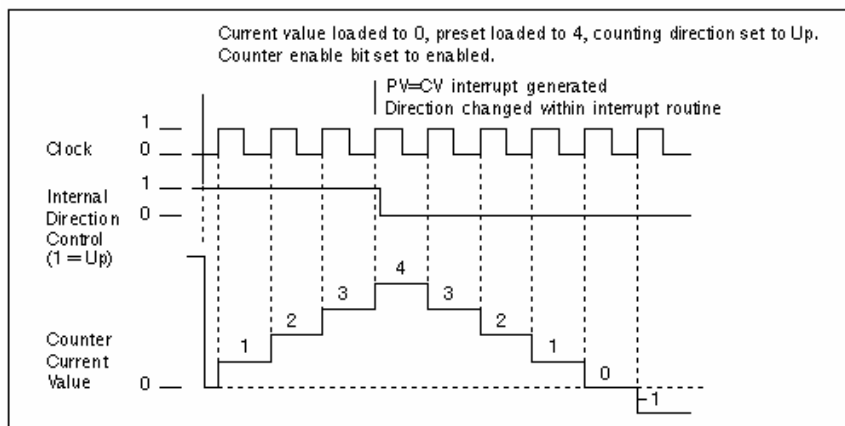 Current value loaded to 0, preset loaded to 4, counting direction set to Up.
Counter enable bit set to enabled.
PV=CV interrupt generated
Direction changed within interrupt routine
1
Clock
0
1
Internal
Direction
0
Control
(1 = Up)
4
3
3
2
2
1
1
Counter
Current
Value
0
0
-1